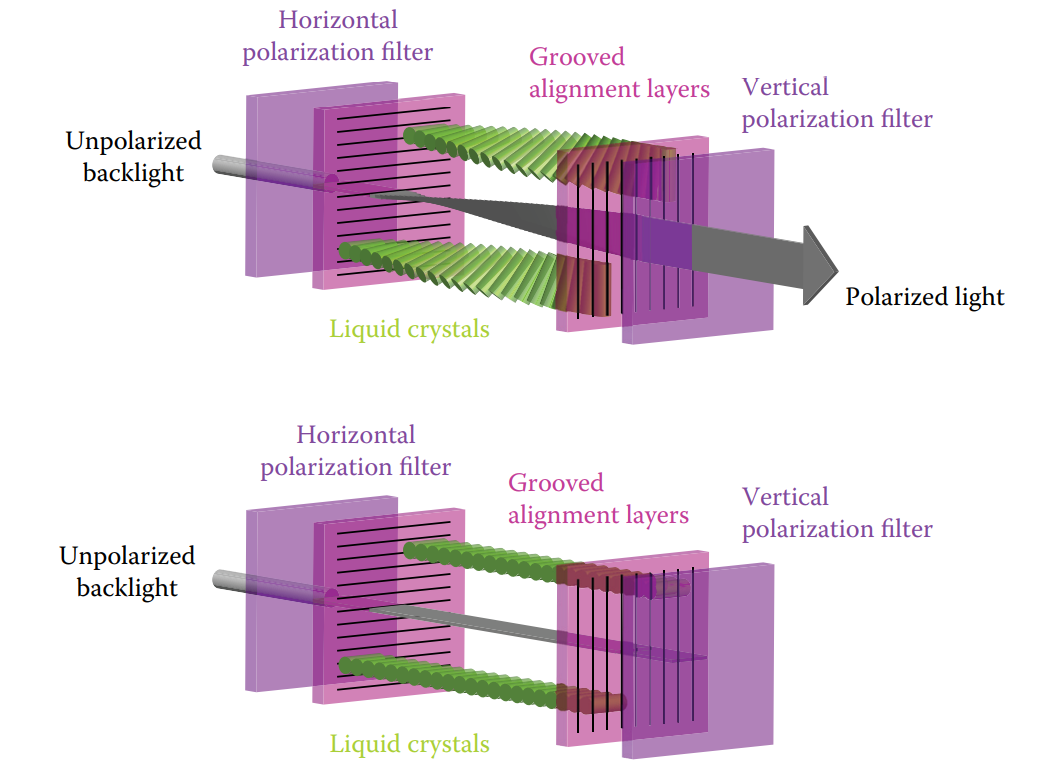 Horizontal
polarization filter
Grooved
alignment layers
Vertical
polarization filter
Unpolarized
backlight
Polarized light
Liquid crystals
Horizontal
polarization filter
Grooved
alignment layers
Vertical
polarization filter
Unpolarized
backlight
Liquid crystals